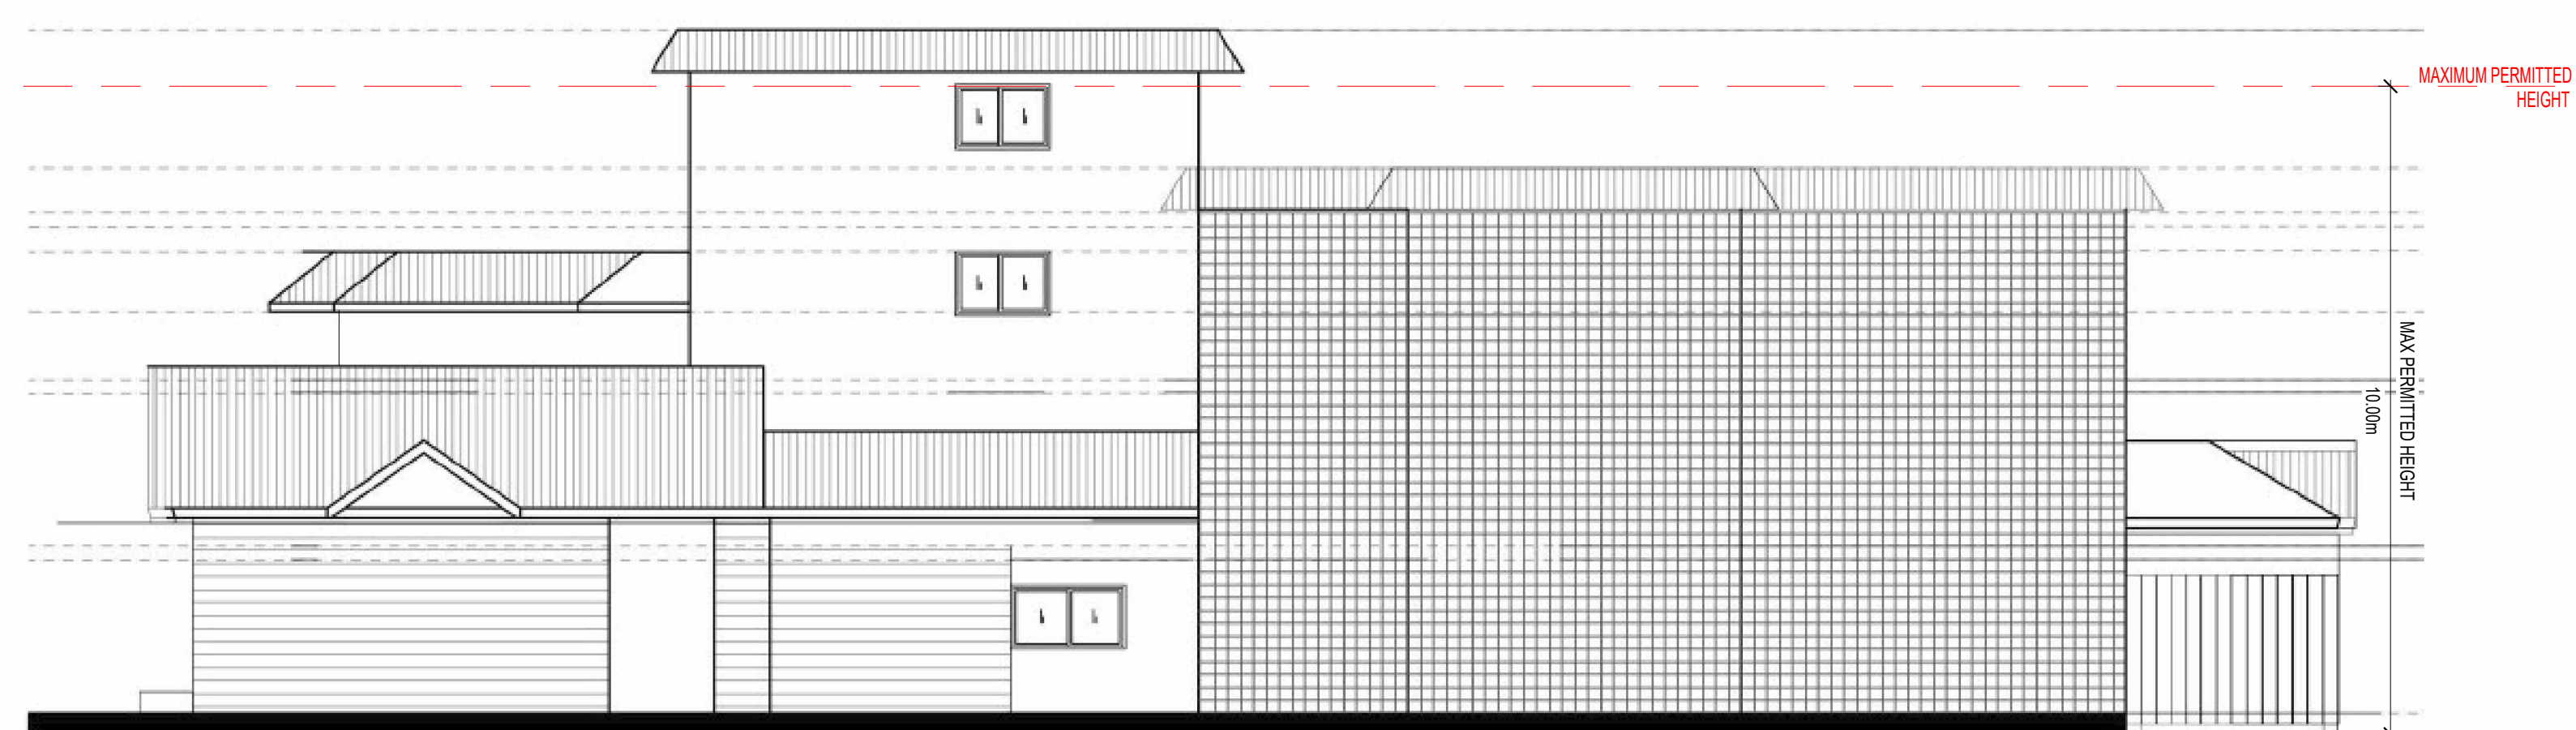 MAXIMUM PERMITTED
HEIGHT
MAX PERMITTED HEIGHT
10.00m